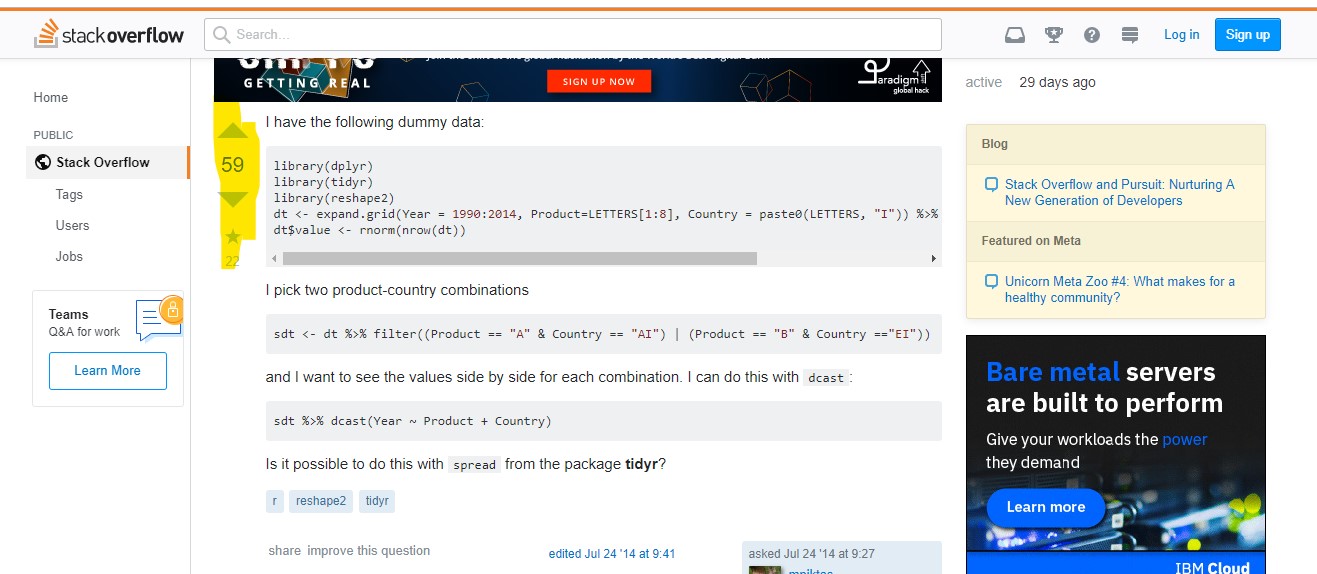 stackoverflow
Search...
Log in
Sign up
GETTING REAL
SIGN UP NOW
Paradigm
global hack
active 29 days ago
Home
PUBLIC
Stack Overflow
Tags
Users
Jobs
Teams
Q&A for work
Learn More
59
22
I have the following dummy data:
library(dplyr)
library(tidyr)
library(reshape2)
dt <- expand.grid(Year = 1990:2014, Product=LETTERS[1:8], Country = paste0(LETTERS, "I")) %>%
dt$value <- rnorm(nrow(dt))
I pick two product-country combinations
sdt <- dt %>% filter((Product == "A" & Country == "AI") | (Product == "B" & Country =="EI"))
and I want to see the values side by side for each combination. I can do this with dcast:
sdt %>% dcast(Year ~ Product + Country)
Is it possible to do this with spread from the package tidyr?
r reshape2 tidyr
share improve this question
edited Jul 24 '14 at 9:41
asked Jul 24 '14 at 9:27
Blog
Stack Overflow and Pursuit: Nurturing A
New Generation of Developers
Featured on Meta
Unicorn Meta Zoo #4: What makes for a
healthy community?
Bare metal servers
are built to perform
Give your workloads the power
they demand
Learn more
IBM Cloud